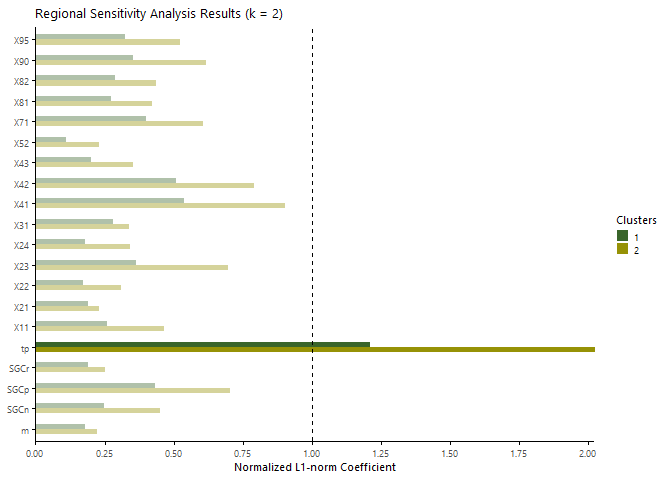 Regional Sensitivity Analysis Results (k = 2)
X95
X90
X82
X81
X71
X52
X43
X42
X41
X31
X24
X23
X22
X21
X11
tp
SGCr
SGCp
SGCn
m
0.00 0.25 0.50 0.75 1.00 1.25 1.50 1.75 2.00
Normalized L1-norm Coefficient
Clusters
1
2